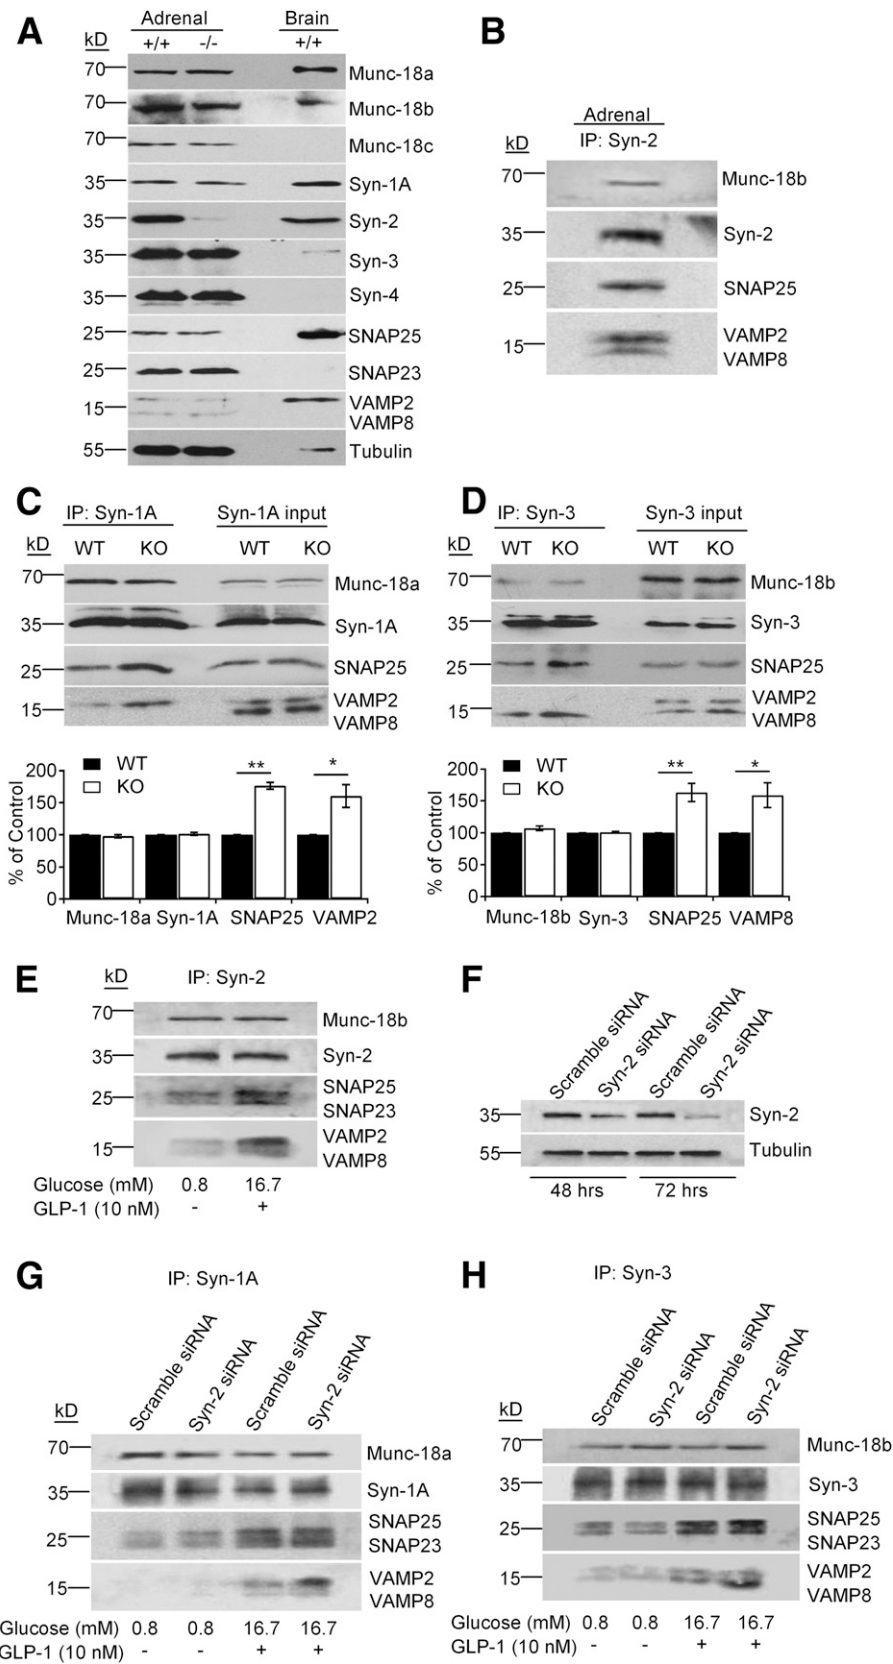 A
Adrenal Brain
kD +/+ -/- +/+
70 Munc-18a
70 Munc-18b
70 Munc-18c
35 Syn-1A
35 Syn-2
35 Syn-3
35 Syn-4
25 SNAP25
25 SNAP23
15 VAMP2
VAMP8
55 Tubulin
B
Adrenal
kD IP: Syn-2
70 Munc-18b
35 Syn-2
25 SNAP25
15 VAMP2
VAMP8
C
IP: Syn-1A Syn-1A input
kD WT KO WT KO
70 Munc-18a
35 Syn-1A
25 SNAP25
15 VAMP2
VAMP8
% of Control
200
150
100
50
0
WT
KO
** *
Munc-18a Syn-1A SNAP25 VAMP2
D
IP: Syn-3 Syn-3 input
kD WT KO WT KO
70 Munc-18b
35 Syn-3
25 SNAP25
15 VAMP2
VAMP8
% of Control
200
150
100
50
0
WT
KO
** *
Munc-18b Syn-3 SNAP25 VAMP8
E
kD IP: Syn-2
70 Munc-18b
35 Syn-2
25 SNAP25
SNAP23
15 VAMP2
VAMP8
Glucose (mM) 0.8 16.7
GLP-1 (10 nM) - +
F
Scramble siRNA Syn-2 siRNA Scramble siRNA Syn-2 siRNA
35 Syn-2
55 Tubulin
48 hrs 72 hrs
G
IP: Syn-1A
Scramble siRNA Syn-2 siRNA Scramble siRNA Syn-2 siRNA
kD
70 Munc-18a
35 Syn-1A
25 SNAP25
SNAP23
15 VAMP2
VAMP8
Glucose (mM) 0.8 0.8 16.7 16.7
GLP-1 (10 nM) - - + +
H
IP: Syn-3
Scramble siRNA Syn-2 siRNA Scramble siRNA Syn-2 siRNA
kD
70 Munc-18b
35 Syn-3
25 SNAP25
SNAP23
15 VAMP2
VAMP8
Glucose (mM) 0.8 0.8 16.7 16.7
GLP-1 (10 nM) - - + +